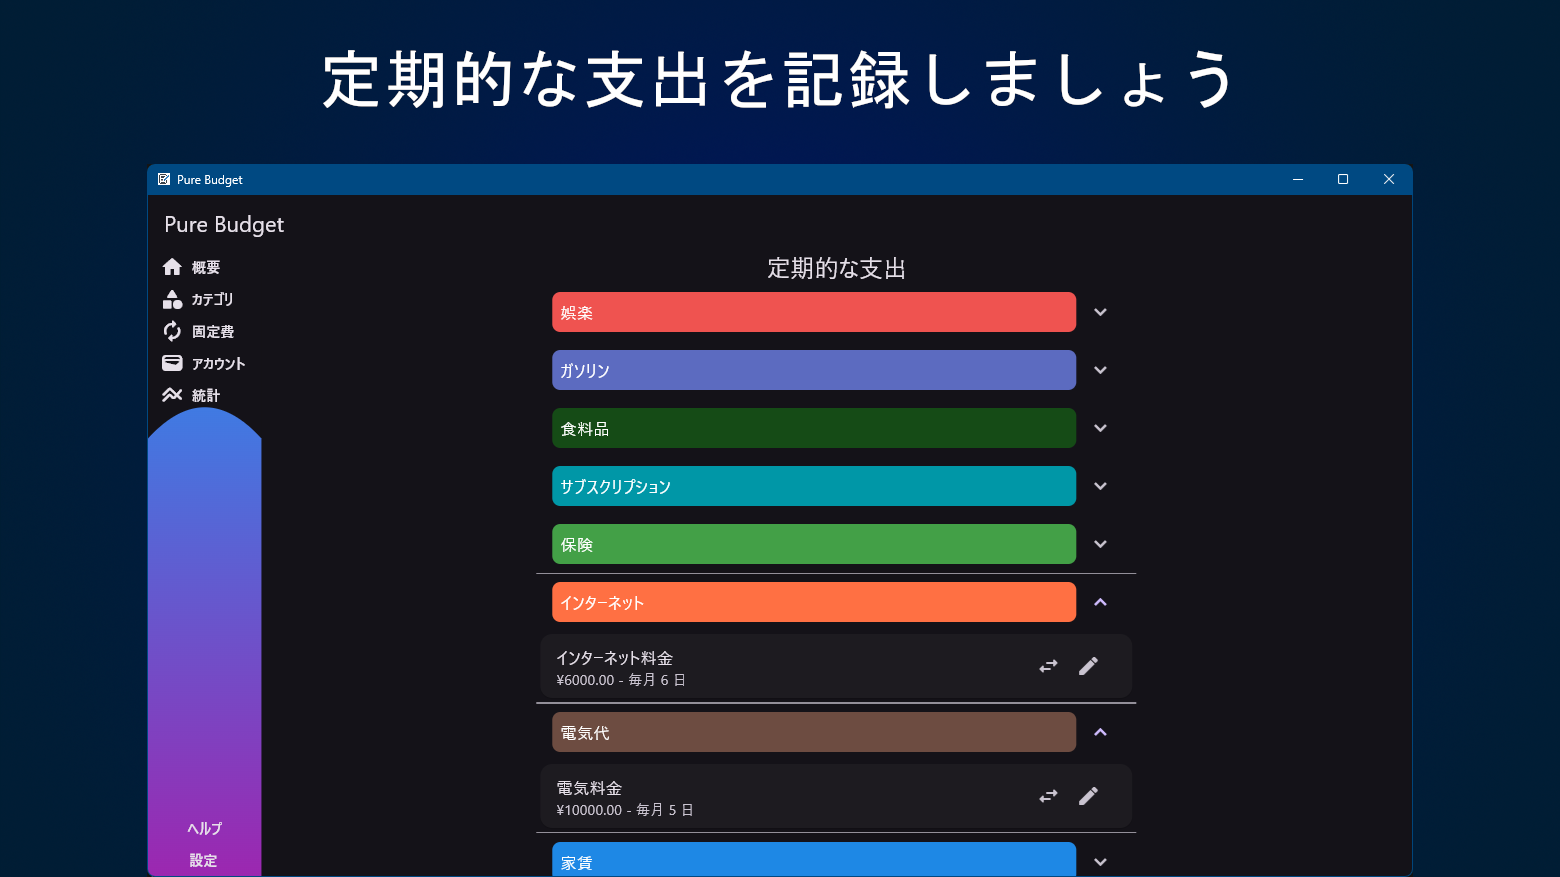 定期的な支出を記録しましょう
Pure Budget
Pure Budget
概要
カテゴリ
固定費
アカウント
統計
ヘルプ
設定
定期的な支出
娯楽
ガソリン
食料品
サブスクリプション
保険
インターネット
インターネット料金
¥6000.00 - 毎月 6 日
電気代
電気料金
¥10000.00 - 毎月 5 日
家賃